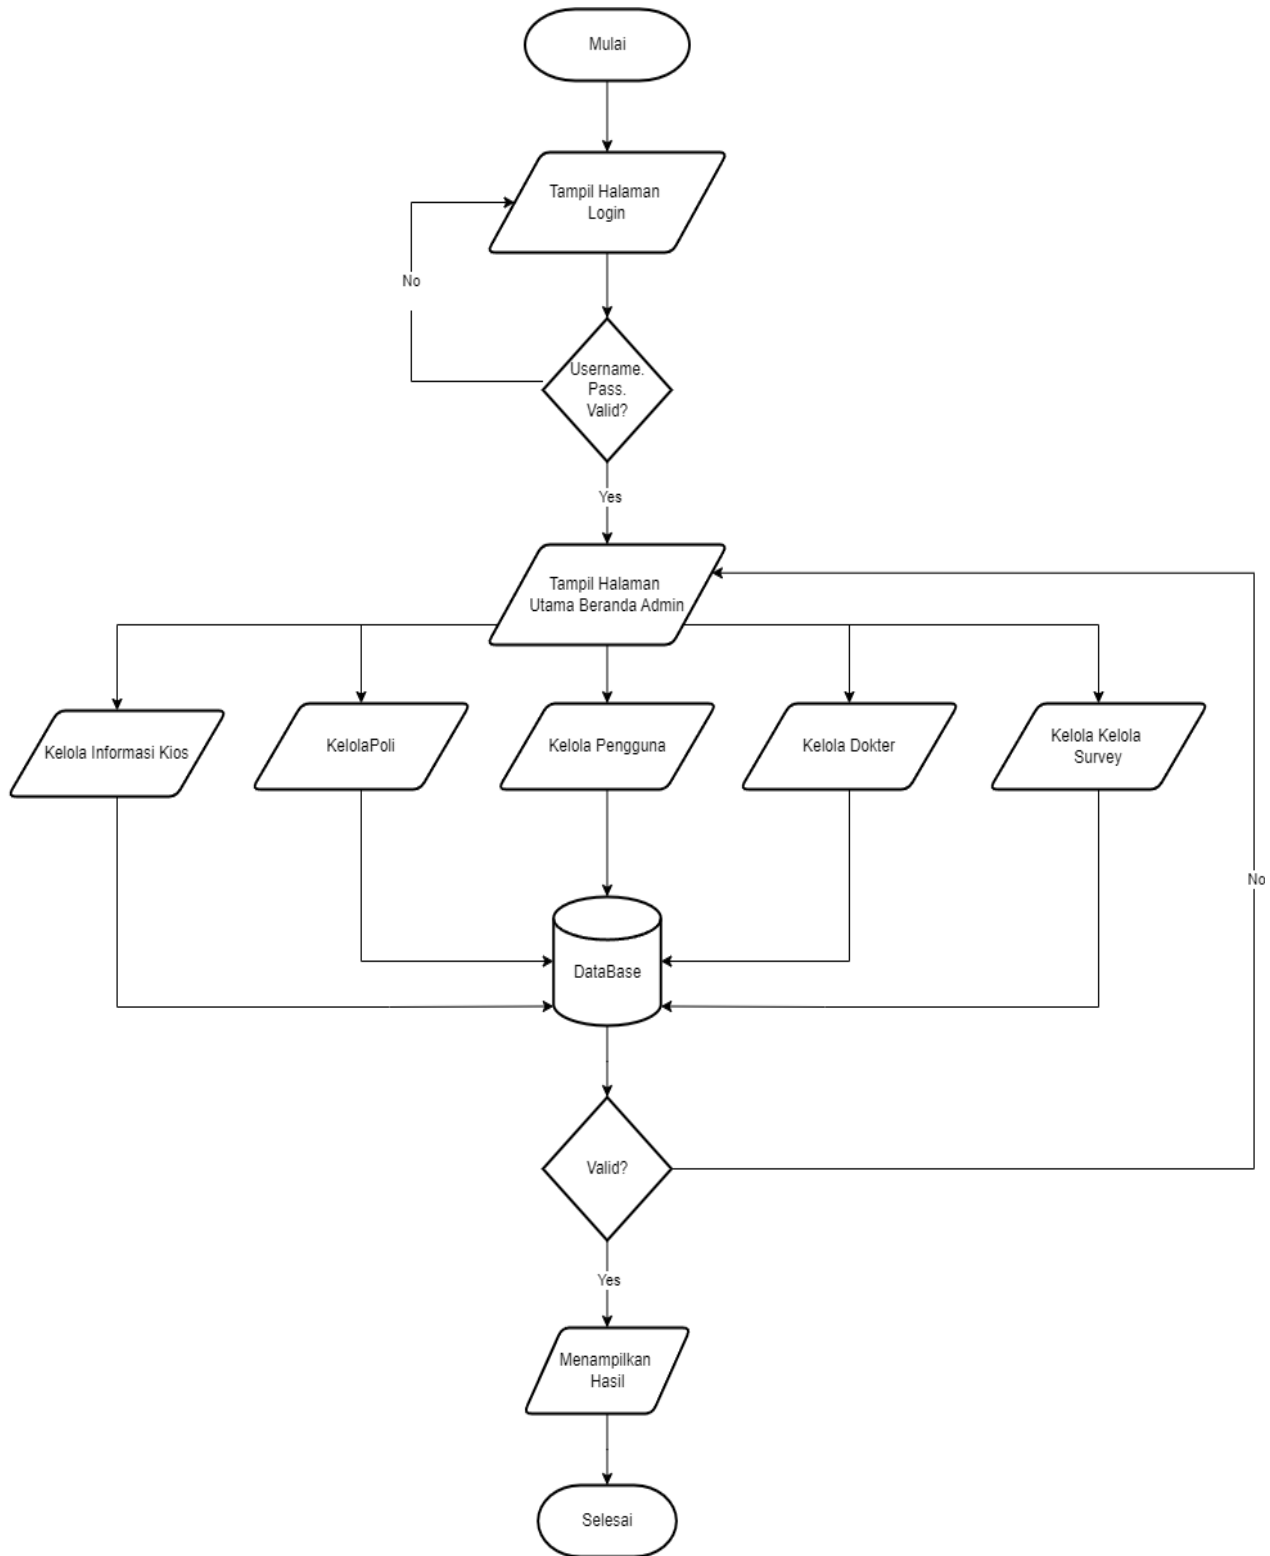 Mulai
Tampil Halaman
Login
No
Username.
Pass.
Valid?
Yes
Tampil Halaman
Utama Beranda Admin
Kelola Informasi Kios
KelolaPoli
Kelola Pengguna
Kelola Dokter
Kelola Kelola
Survey
No
DataBase
Valid?
Yes
Menampilkan
Hasil
Selesai